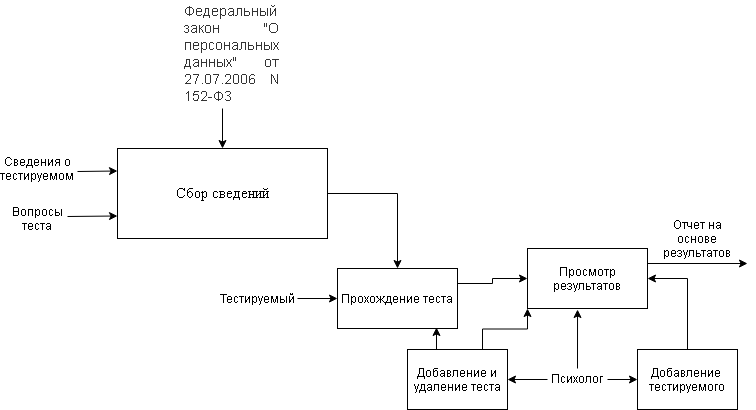 Федеральный
закон "О
персональных
данных" от
27.07.2006 N
152-ФЗ
Сведения о
тестируемом
Сбор сведений
Вопросы
теста
Отчет на
основе
результатов
Просмотр
результатов
Тестируемый
Прохождение теста
Добавление и
удаление теста
Психолог
Добавление
тестируемого